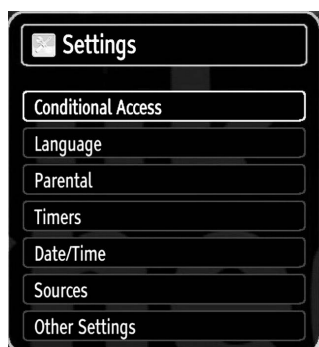 Settings
Conditional Access
Language
Parental
Timers
Date/Time
Sources
Other Settings